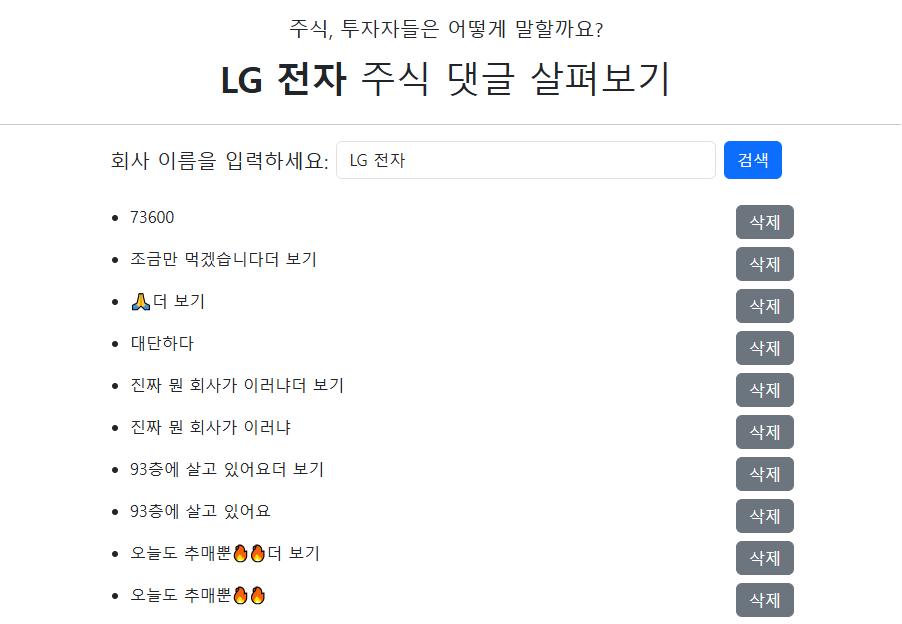 주식, 투자자들은 어떻게 말할까요?
LG 전자 주식 댓글 살펴보기
회사 이름을 입력하세요: LG 전자 검색
• 73600 삭제
• 조금만 먹겠습니다더 보기 삭제
• 🙏더 보기 삭제
• 대단하다 삭제
• 진짜 뭔 회사가 이러냐더 보기 삭제
• 진짜 뭔 회사가 이러냐 삭제
• 93층에 살고 있어요더 보기 삭제
• 93층에 살고 있어요 삭제
• 오늘도 추매뿐🔥🔥더 보기 삭제
• 오늘도 추매뿐🔥🔥 삭제